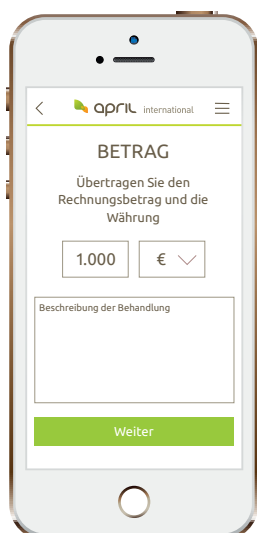 april international
BETRAG
Übertragen Sie den
Rechnungsbetrag und die
Währung
1.000 €
Beschreibung der Behandlung
Weiter